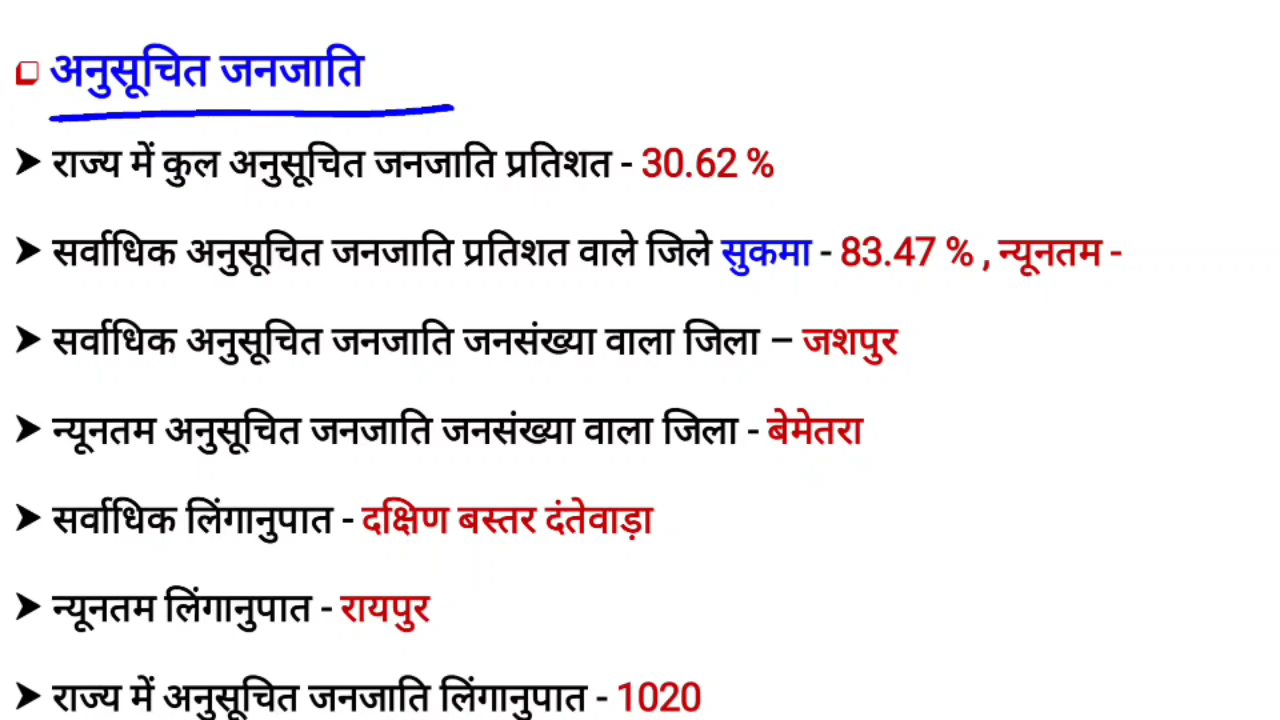 अनुसूचित जनजाति
राज्य में कुल अनुसूचित जनजाति प्रतिशत - 30.62 %
सर्वाधिक अनुसूचित जनजाति प्रतिशत वाले जिले सुकमा - 83.47 % , न्यूनतम -
सर्वाधिक अनुसूचित जनजाति जनसंख्या वाला जिला – जशपुर
न्यूनतम अनुसूचित जनजाति जनसंख्या वाला जिला - बेमेतरा
सर्वाधिक लिंगानुपात - दक्षिण बस्तर दंतेवाड़ा
न्यूनतम लिंगानुपात - रायपुर
राज्य में अनुसूचित जनजाति लिंगानुपात - 1020